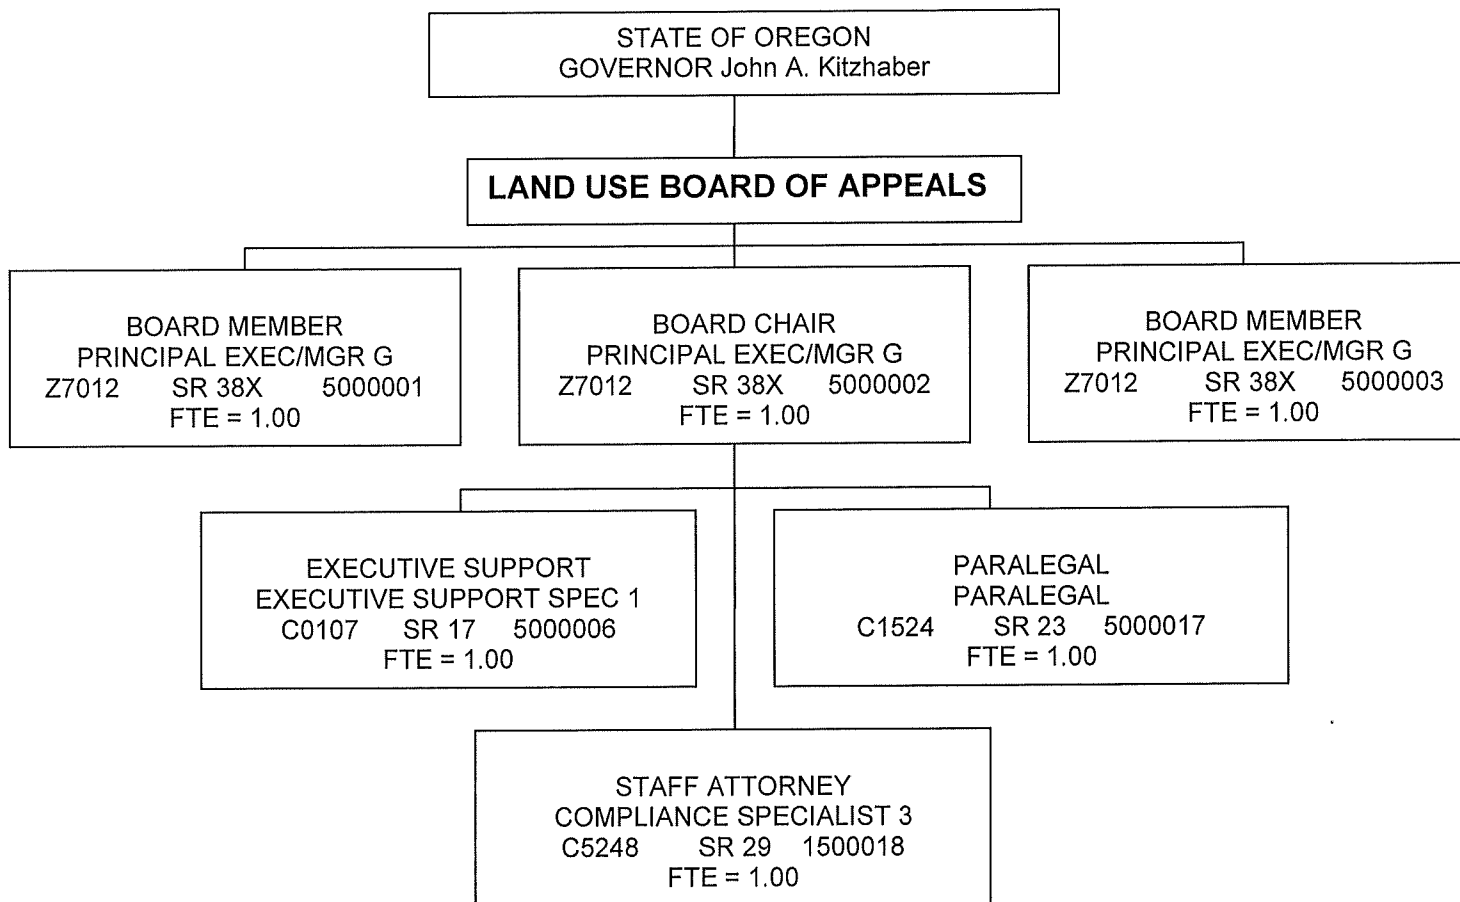 STATE OF OREGON
GOVERNOR John A. Kitzhaber
LAND USE BOARD OF APPEALS
BOARD MEMBER
PRINCIPAL EXEC/MGR G
Z7012 SR 38X 5000001
FTE = 1.00
BOARD CHAIR
PRINCIPAL EXEC/MGR G
Z7012 SR 38X 5000002
FTE = 1.00
BOARD MEMBER
PRINCIPAL EXEC/MGR G
Z7012 SR 38X 5000003
FTE = 1.00
EXECUTIVE SUPPORT
EXECUTIVE SUPPORT SPEC 1
C0107 SR 17 5000006
FTE = 1.00
PARALEGAL
PARALEGAL
C1524 SR 23 5000017
FTE = 1.00
STAFF ATTORNEY
COMPLIANCE SPECIALIST 3
C5248 SR 29 1500018
FTE = 1.00